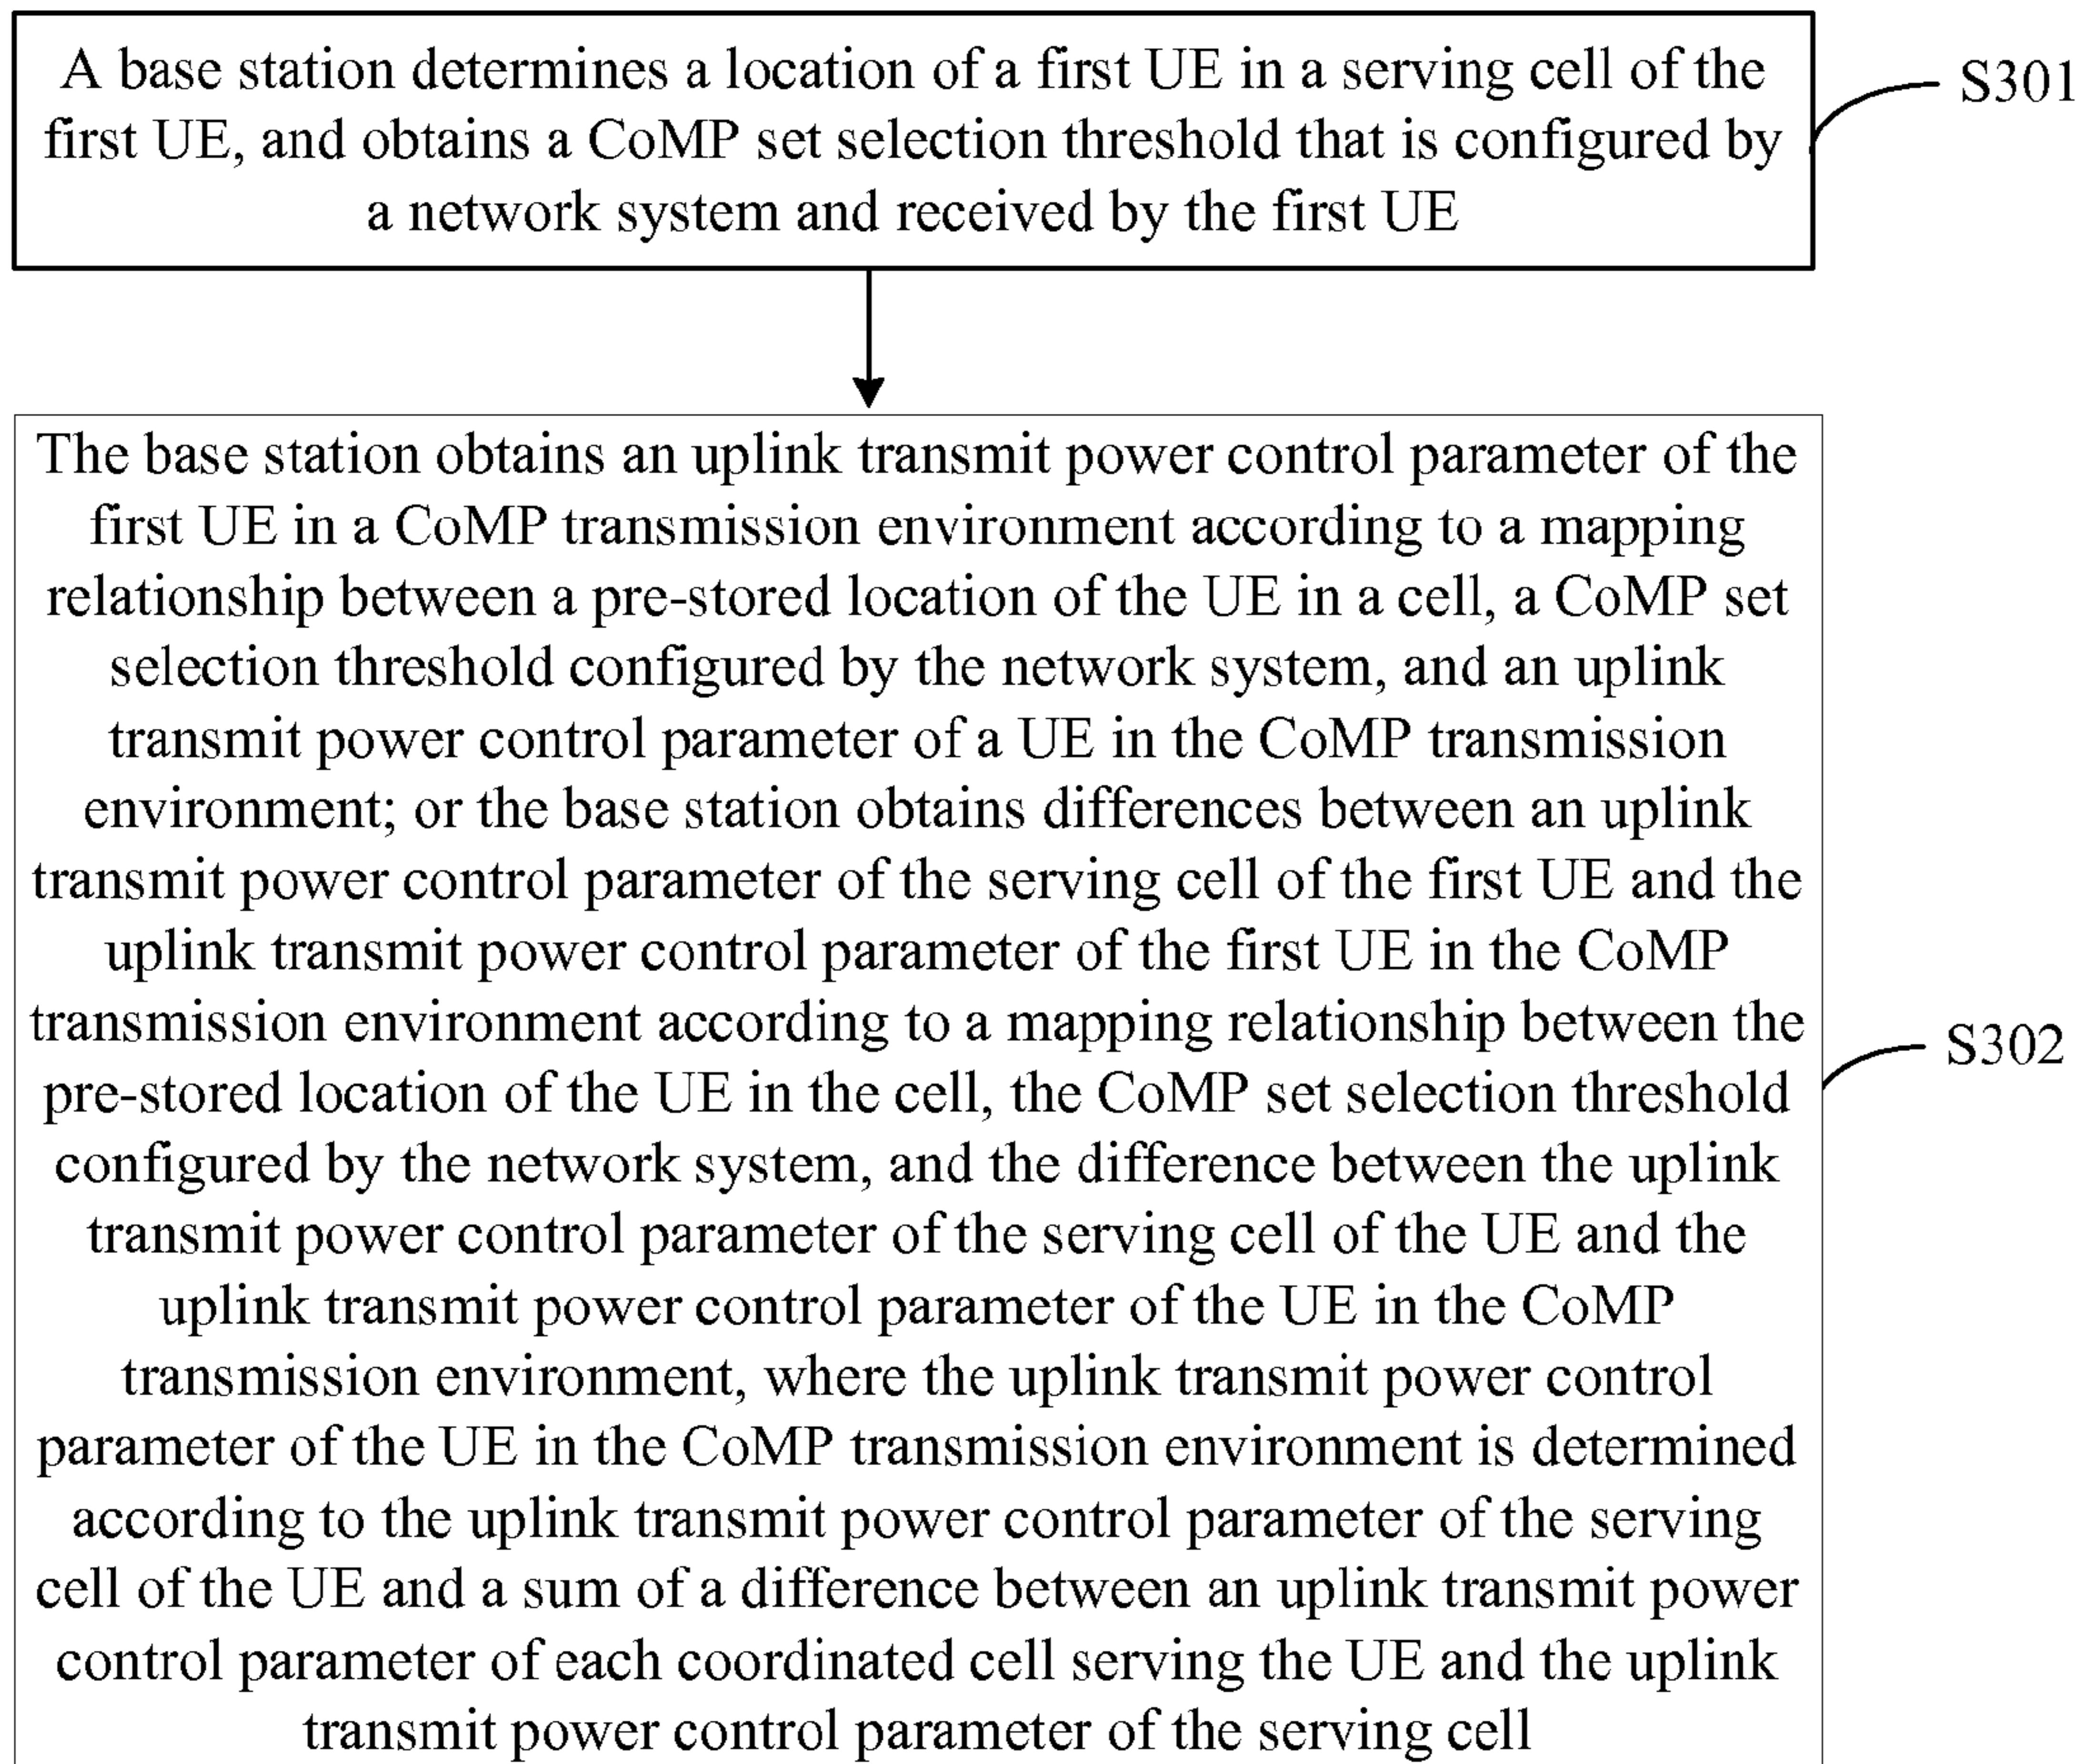 A base station determines a location of a first UE in a serving cell of the
first UE, and obtains a CoMP set selection threshold that is configured by
a network system and received by the first UE
S301
The base station obtains an uplink transmit power control parameter of the
first UE in a CoMP transmission environment according to a mapping
relationship between a pre-stored location of the UE in a cell, a CoMP set
selection threshold configured by the network system, and an uplink
transmit power control parameter of a UE in the CoMP transmission
environment; or the base station obtains differences between an uplink
transmit power control parameter of the serving cell of the first UE and the
uplink transmit power control parameter of the first UE in the CoMP
transmission environment according to a mapping relationship between the
pre-stored location of the UE in the cell, the CoMP set selection threshold
configured by the network system, and the difference between the uplink
transmit power control parameter of the serving cell of the UE and the
uplink transmit power control parameter of the UE in the CoMP
transmission environment, where the uplink transmit power control
parameter of the UE in the CoMP transmission environment is determined
according to the uplink transmit power control parameter of the serving
cell of the UE and a sum of a difference between an uplink transmit power
control parameter of each coordinated cell serving the UE and the uplink
transmit power control parameter of the serving cell
S302